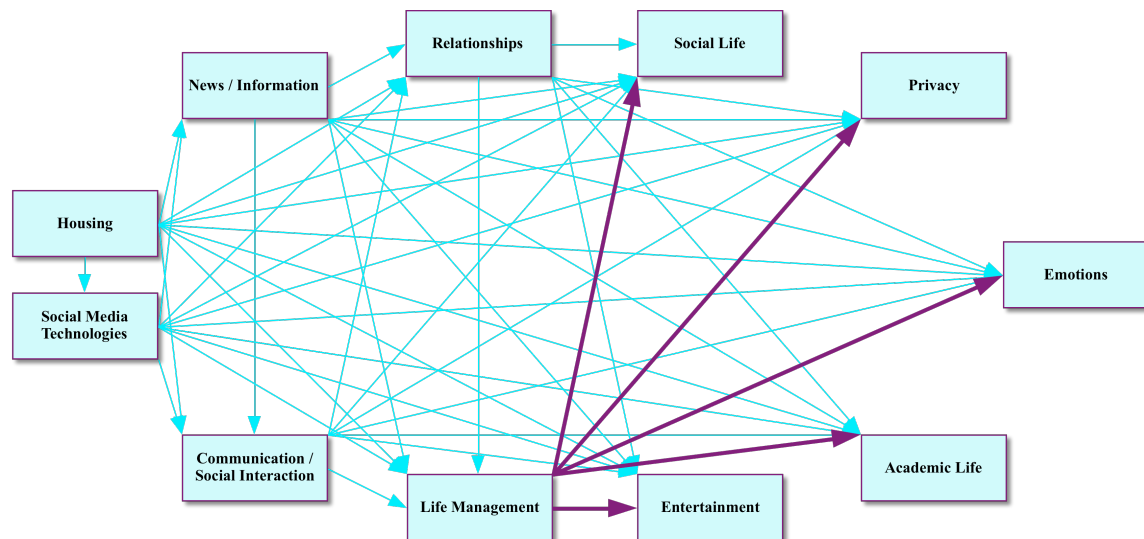 Relationships
Social Life
News / Information
Privacy
Housing
Emotions
Social Media
Technologies
Communication /
Social Interaction
Academic Life
Life Management
Entertainment